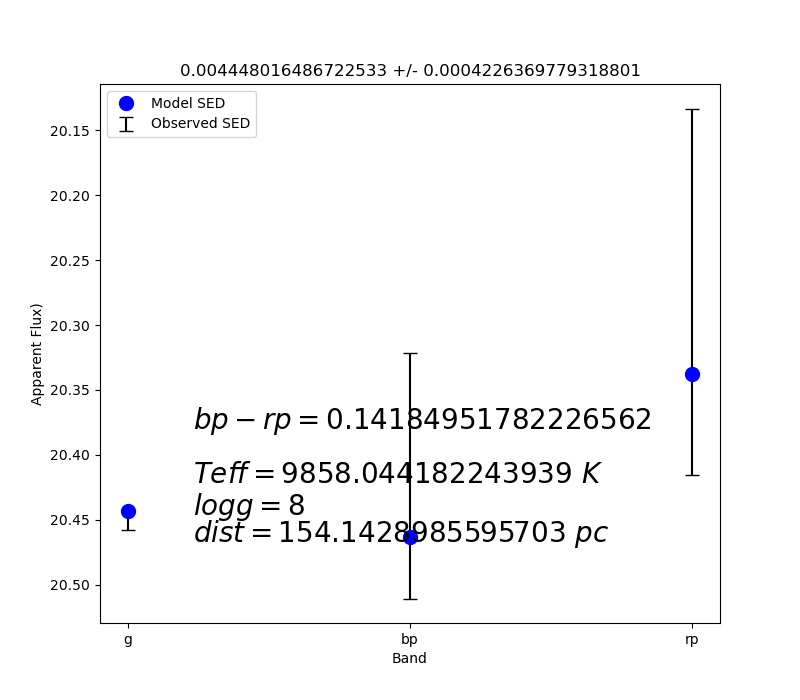 0.004448016486722533 +/- 0.0004226369779318801
Model SED
Observed SED
20.15
20.20
20.25
20.30
20.35
20.40
20.45
20.50
Apparent Flux)
bp − rp = 0.14184951782226562
Teff = 9858.044182243939 K
logg = 8
dist = 154.1428985595703 pc
g
bp
rp
Band